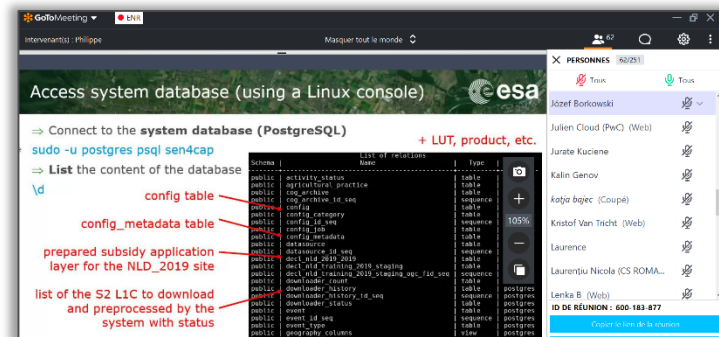 GoToMeeting
ENR
Intervenant(s) : Philippe
Masquer tout le monde
62
Access system database (using a Linux console)
esa
⇒ Connect to the system database (PostgreSQL)
sudo -u postgres psql sen4cap
⇒ List the content of the database
\d
+ LUT, product, etc.
config table
config_metadata table
prepared subsidy application
layer for the NLD_2019 site
list of the S2 L1C to download
and preprocessed by the
system with status
List of relations
Schema | Name | Type |
public | activity_status | table |
public | agricultural_practice | table |
public | cog_archive | table |
public | cog_archive_id_seq | sequence |
public | config | table |
public | config_category | table |
public | config_id_seq | sequence |
public | config_job | table |
public | config_metadata | table |
public | datasource | table |
public | datasource_id_seq | sequence |
public | decl_nld_2019_2019 | table |
public | decl_nld_training_2019_staging | table |
public | decl_nld_training_2019_staging_ogc_fid_seq | sequence |
public | downloader_count | table |
public | downloader_history | table | postgres
public | downloader_history_id_seq | sequence | postgres
public | downloader_status | table | postgres
public | event | table | postgres
public | event_id_seq | sequence | postgres
public | event_type | table | postgres
public | geography_columns | view | postgres
105%
PERSONNES 62/251
Tous
Tous
Józef Borkowski
Julien Cloud (PwC) (Web)
Jurate Kuciene
Kalin Genov
katja bajec (Coupé)
Kristof Van Tricht (Web)
Laurence
Laurențiu Nicola (CS ROMA...
Lenka B (Web)
ID DE RÉUNION : 600-183-877
Copier le lien de la réunion